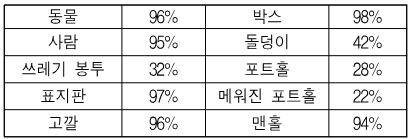 동물 96% 박스 98%
사람 95% 돌덩이 42%
쓰레기 봉투 32% 포트홀 28%
표지판 97% 메워진 포트홀 22%
고깔 96% 맨홀 94%